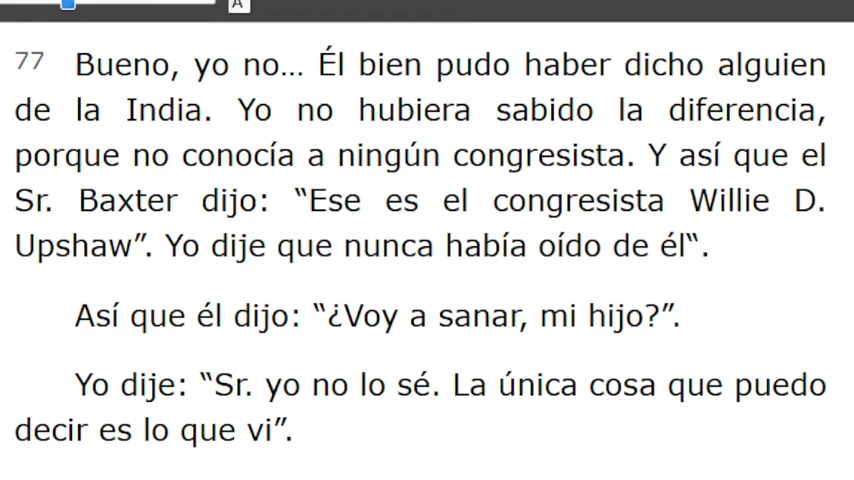 A
77 Bueno, yo no... Él bien pudo haber dicho alguien
de la India. Yo no hubiera sabido la diferencia,
porque no conocía a ningún congresista. Y así que el
Sr. Baxter dijo: “Ese es el congresista Willie D.
Upshaw”. Yo dije que nunca había oído de él“.
Así que él dijo: “¿Voy a sanar, mi hijo?”.
Yo dije: “Sr. yo no lo sé. La única cosa que puedo
decir es lo que vi”.